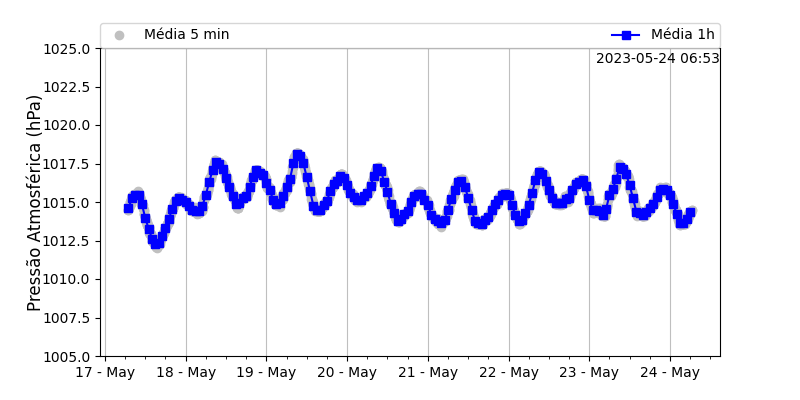 Média 5 min
Média 1h
2023-05-24 06:53
Pressão Atmosférica (hPa)
1025.0
1022.5
1020.0
1017.5
1015.0
1012.5
1010.0
1007.5
1005.0
17 - May
18 - May
19 - May
20 - May
21 - May
22 - May
23 - May
24 - May